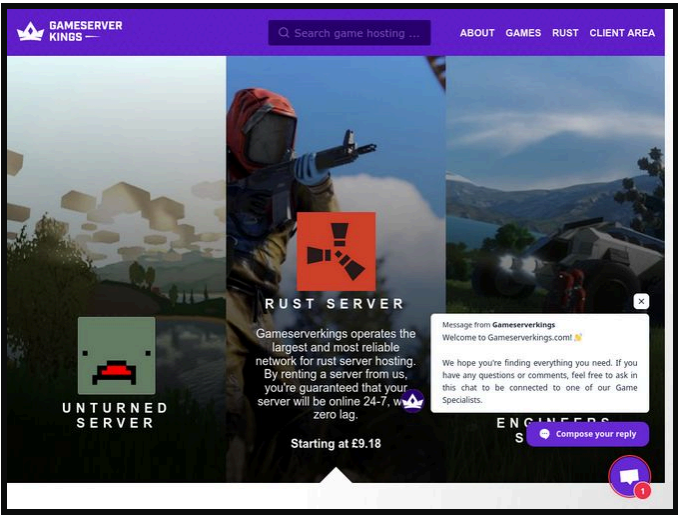 GAMESERVER
KINGS
Search game hosting ...
ABOUT GAMES RUST CLIENT AREA
RUST SERVER
Gameserverkings operates the
largest and most reliable
network for rust server hosting.
By renting a server from us,
you're guaranteed that your
server will be online 24-7, w
zero lag.
Starting at £9.18
UNTURNED
SERVER
Message from Gameserverkings
Welcome to Gameserverkings.com! 👋
We hope you're finding everything you need. If you
have any questions or comments, feel free to ask in
this chat to be connected to one of our Game
Specialists.
ENGINEERS
S
Compose your reply
1